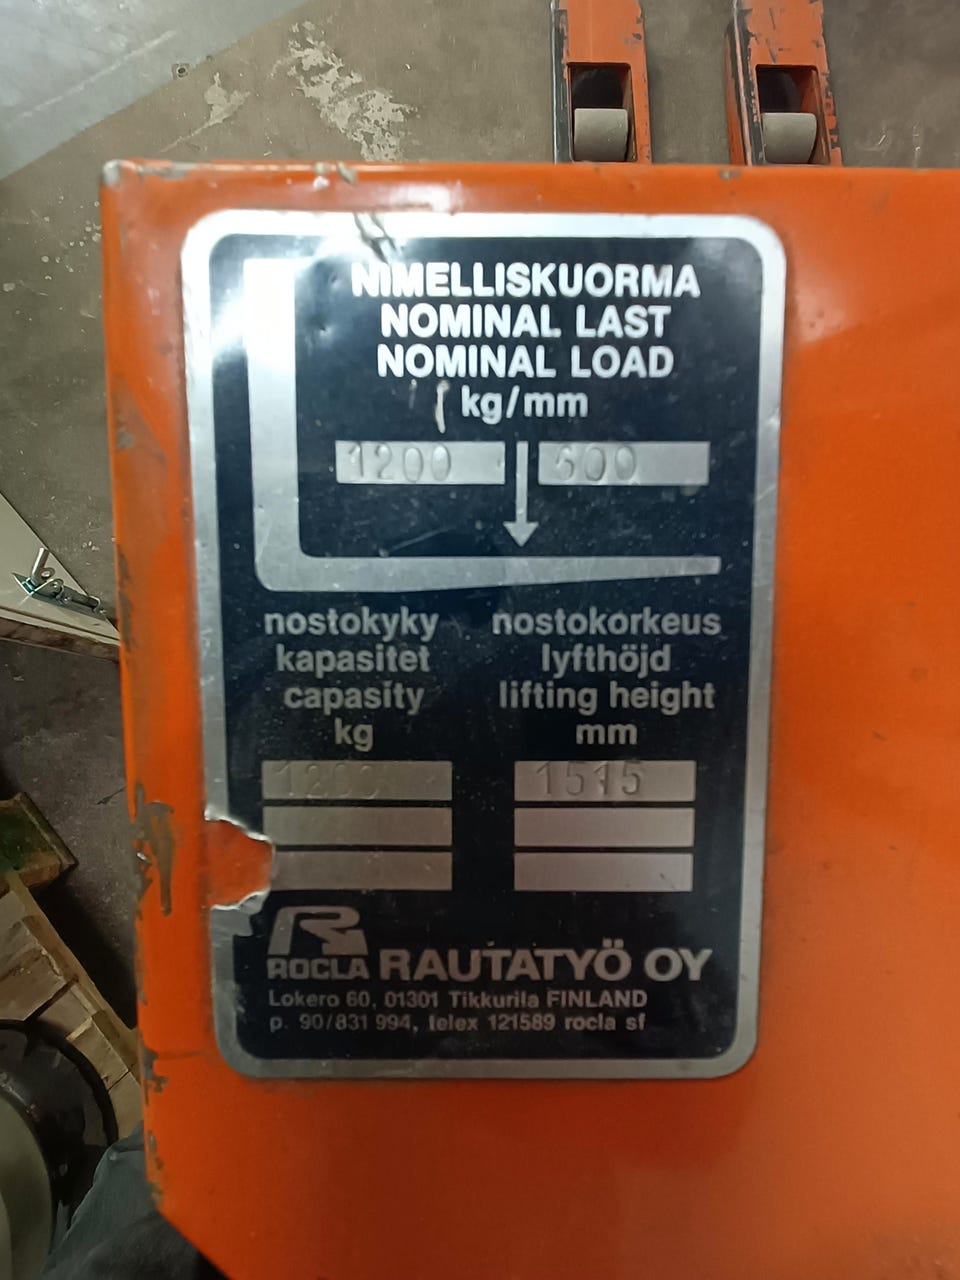 NIMELLISKUORMA
NOMINAL LAST
NOMINAL LOAD
kg/mm
1200 600
nostokyky nostokorkeus
kapasitet lyfthöjd
capasity lifting height
kg mm
1200 1515
R
ROCLA RAUTATYÖ OY
Lokero 60, 01301 Tikkurila FINLAND
p. 90/831 994, telex 121589 rocla sf